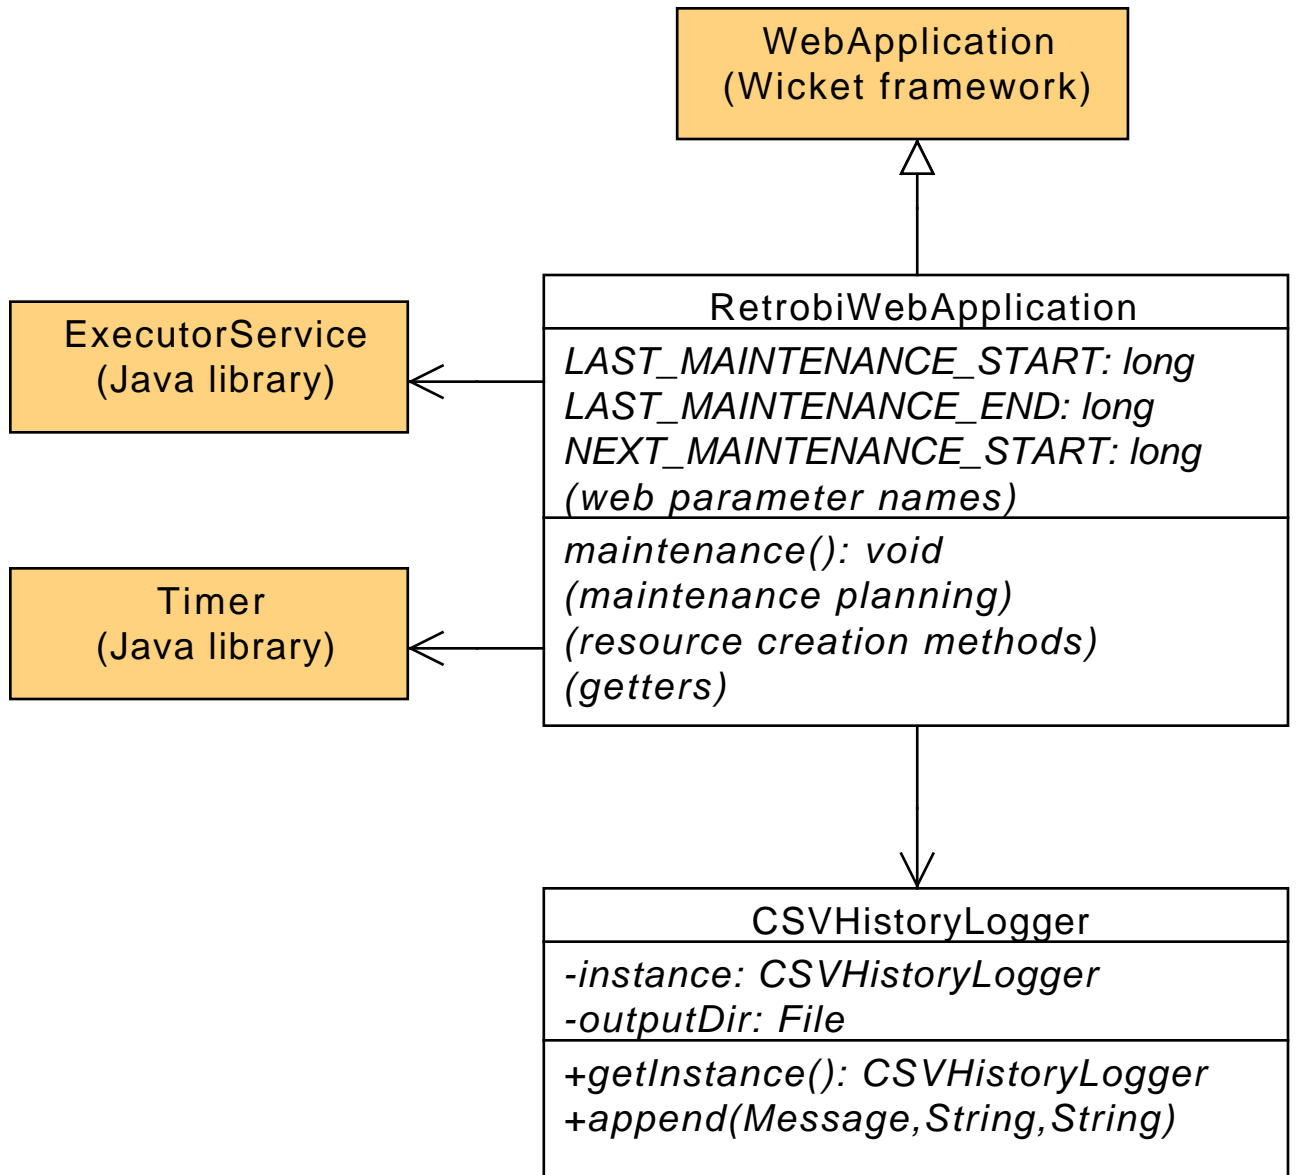 WebApplication
(Wicket framework)
RetrobiWebApplication
LAST_MAINTENANCE_START: long
LAST_MAINTENANCE_END: long
NEXT_MAINTENANCE_START: long
(web parameter names)
maintenance(): void
(maintenance planning)
(resource creation methods)
(getters)
ExecutorService
(Java library)
Timer
(Java library)
CSVHistoryLogger
-instance: CSVHistoryLogger
-outputDir: File
+getInstance(): CSVHistoryLogger
+append(Message,String,String)